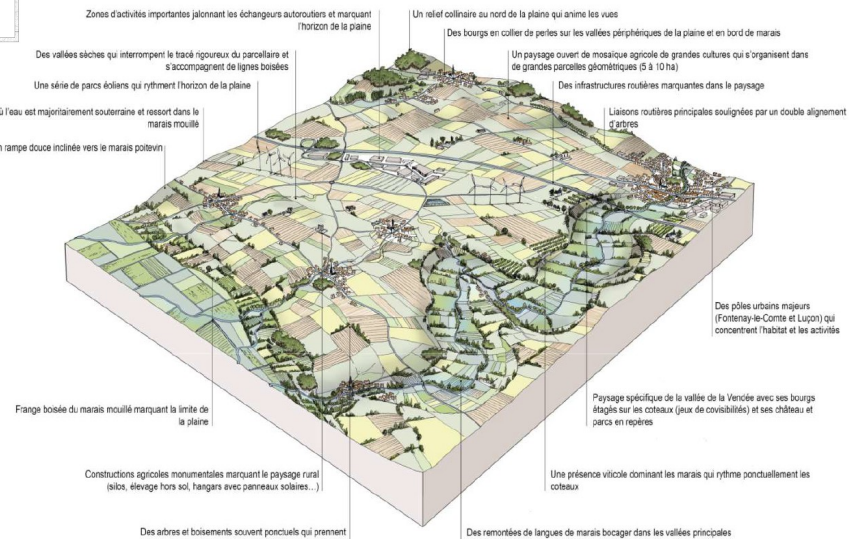 Zones d'activités importantes jalonnant les échangeurs autoroutiers et marquant
l'horizon de la plaine
Un relief collinaire au nord de la plaine qui anime les vues
Des bourgs en collier de perles sur les vallées périphériques de la plaine et en bord de marais
Des vallées sèches qui interrompent le tracé rigoureux du parcellaire et
s'accompagnent de lignes boisées
Un paysage ouvert de mosaïque agricole de grandes cultures qui s'organisent dans
de grandes parcelles géométriques (5 à 10 ha)
Une série de parcs éoliens qui rythment l'horizon de la plaine
Des infrastructures routières marquantes dans le paysage
ù l'eau est majoritairement souterraine et ressort dans le
marais mouillé
Liaisons routières principales soulignées par un double alignement
d'arbres
n rampe douce inclinée vers le marais poitevin
Des pôles urbains majeurs
(Fontenay-le-Comte et Luçon) qui
concentrent l'habitat et les activités
Frange boisée du marais mouillé marquant la limite de
la plaine
Paysage spécifique de la vallée de la Vendée avec ses bourgs
étagés sur les coteaux (jeux de covisibilités) et ses château et
parcs en repères
Constructions agricoles monumentales marquant le paysage rural
(silos, élevage hors sol, hangars avec panneaux solaires…)
Une présence viticole dominant les marais qui rythme ponctuellement les
coteaux
Des arbres et boisements souvent ponctuels qui prennent
Des remontées de langues de marais bocager dans les vallées principales